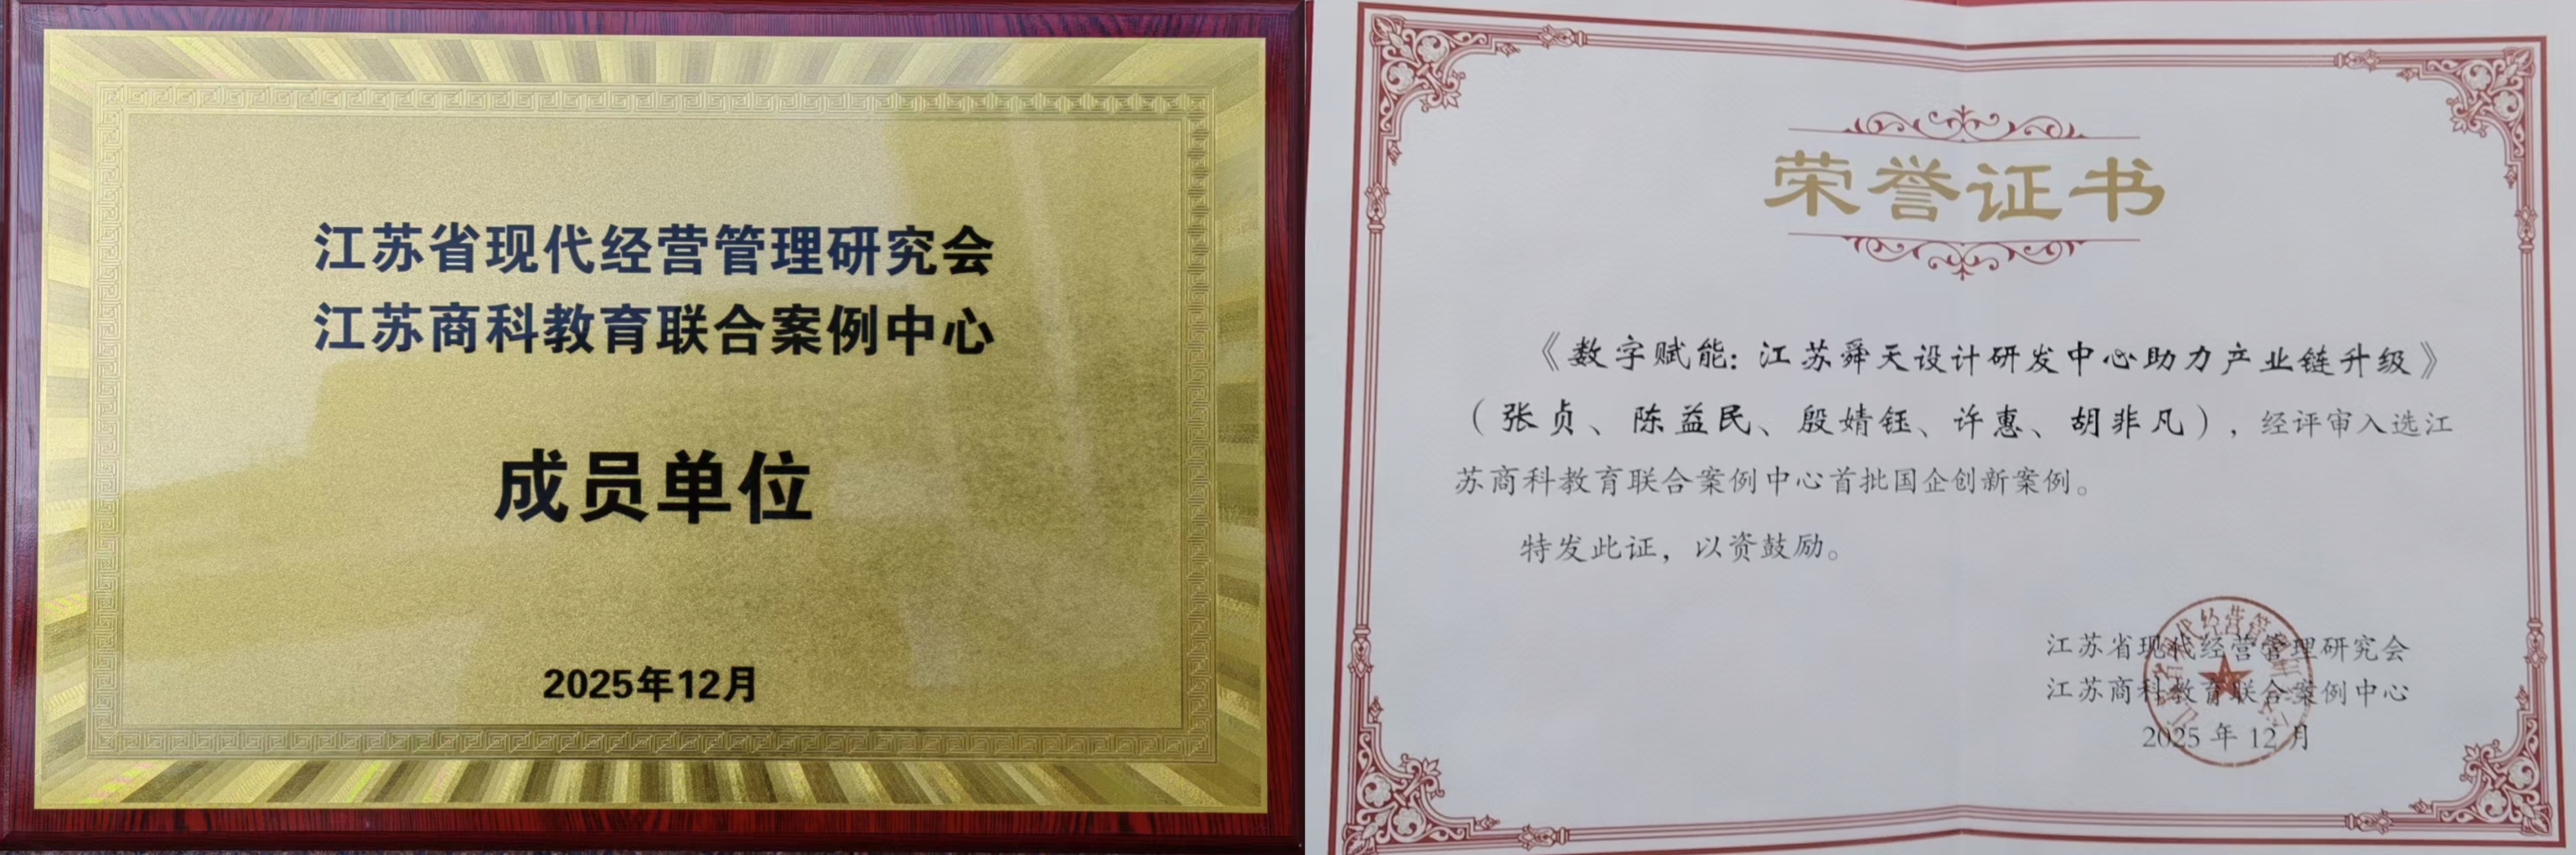 江苏省现代经营管理研究会
江苏商科教育联合案例中心
成员单位
2025年12月
荣誉证书
《数字赋能：江苏舜天设计研发中心助力产业链升级》
（张贞、陈益民、殷婧钰、许惠、胡非凡），经评审入选江
苏商科教育联合案例中心首批国企创新案例。
特发此证，以资鼓励。
江苏省现代经营管理研究会
江苏商科教育联合案例中心
2025年12月